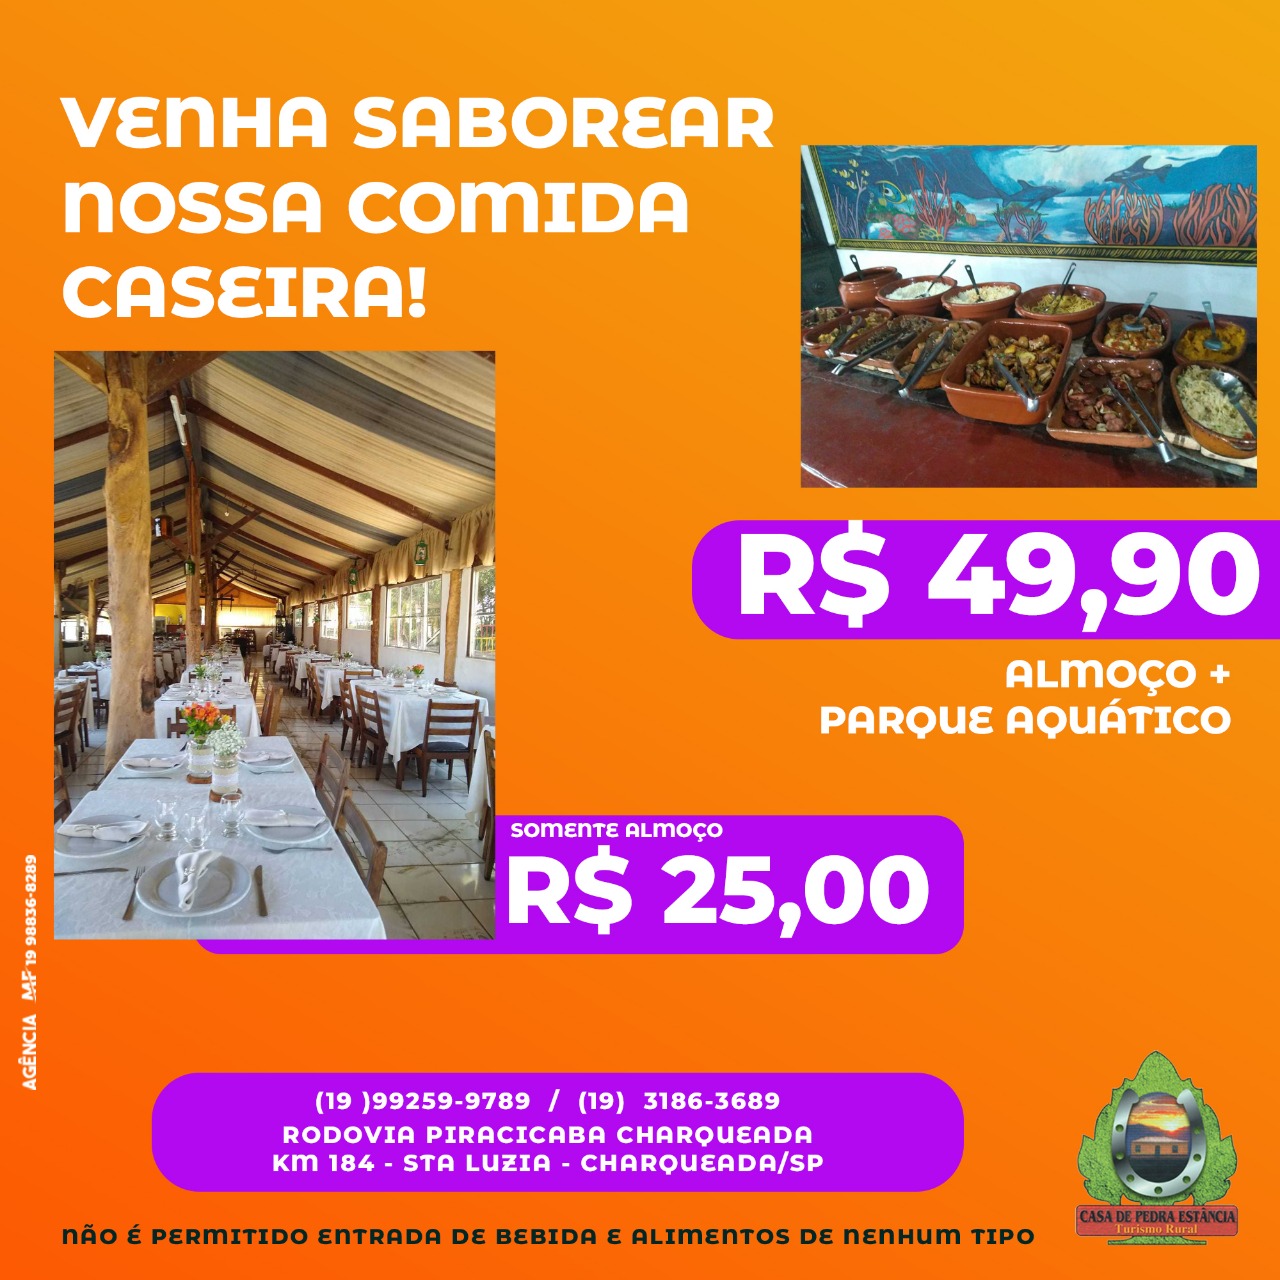 VENHA SABOREAR
NOSSA COMIDA
CASEIRA!
R$ 49,90
ALMOÇO +
PARQUE AQUÁTICO
SOMENTE ALMOÇO
R$ 25,00
AGÊNCIA MF 19 98836-8289
(19 )99259-9789 / (19) 3186-3689
RODOVIA PIRACICABA CHARQUEADA
KM 184 - STA LUZIA - CHARQUEADA/SP
CASA DE PEDRA ESTÂNCIA
Turismo Rural
NÃO É PERMITIDO ENTRADA DE BEBIDA E ALIMENTOS DE NENHUM TIPO